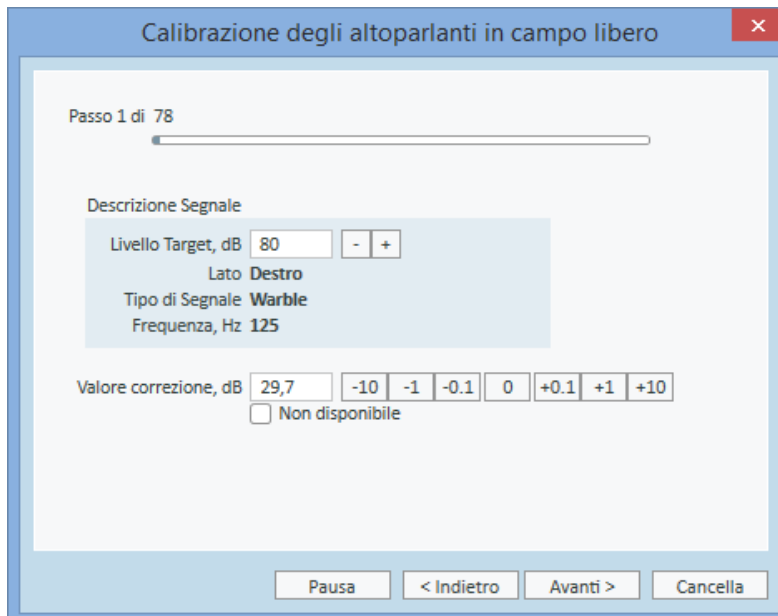 Calibrazione degli altoparlanti in campo libero
Passo 1 di 78
Descrizione Segnale
Livello Target, dB 80 - +
Lato Destro
Tipo di Segnale Warble
Frequenza, Hz 125
Valore correzione, dB 29,7 -10 -1 -0.1 0 +0.1 +1 +10
Non disponibile
Pausa < Indietro Avanti > Cancella